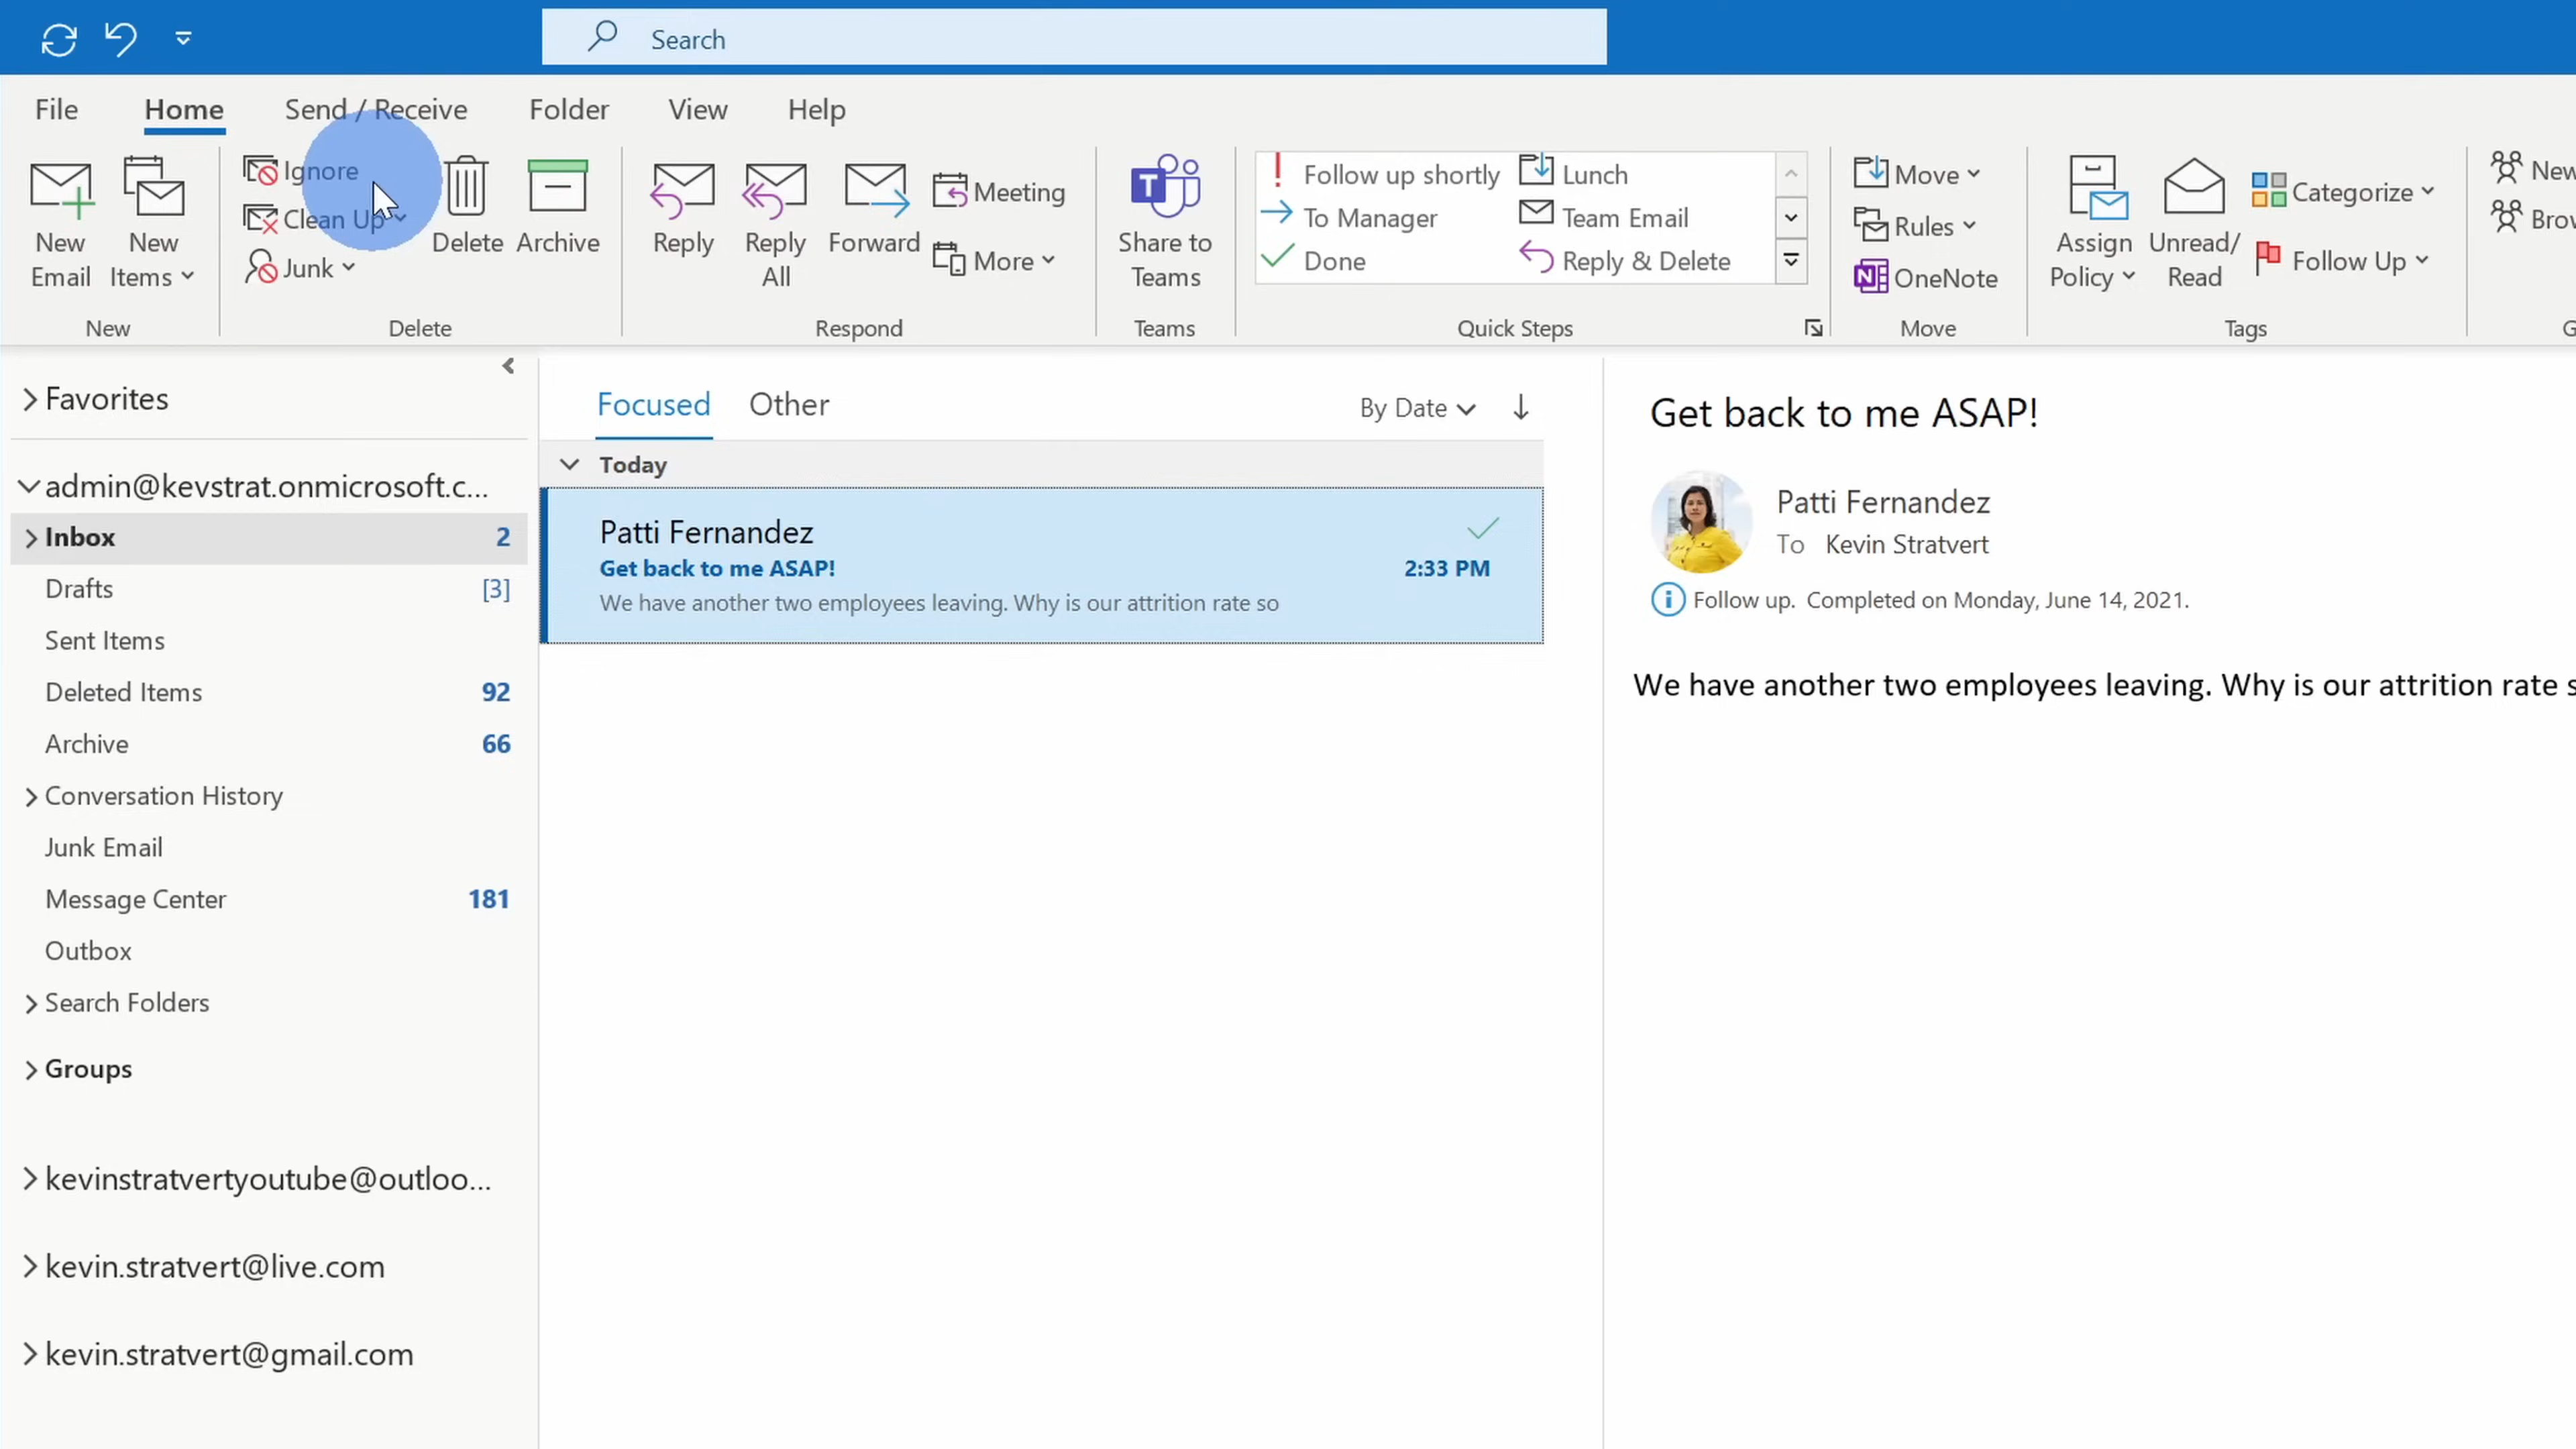 Search
File Home Send / Receive Folder View Help
New Email
New Items
Ignore
Clean Up
Junk
Delete
Archive
Reply
Reply All
Forward
Meeting
More
Share to Teams
Follow up shortly
To Manager
Done
Lunch
Team Email
Reply & Delete
Move
Rules
OneNote
Assign Policy
Unread/ Read
Categorize
Follow Up
New
Delete
Respond
Teams
Quick Steps
Move
Tags
Favorites
admin@kevstrat.onmicrosoft.c...
Inbox 2
Drafts [3]
Sent Items
Deleted Items 92
Archive 66
Conversation History
Junk Email
Message Center 181
Outbox
Search Folders
Groups
kevinstratvertyoutube@outloo...
kevin.stratvert@live.com
kevin.stratvert@gmail.com
Focused Other By Date
Today
Patti Fernandez
Get back to me ASAP! 2:33 PM
We have another two employees leaving. Why is our attrition rate so
Get back to me ASAP!
Patti Fernandez
To Kevin Stratvert
Follow up. Completed on Monday, June 14, 2021.
We have another two employees leaving. Why is our attrition rate